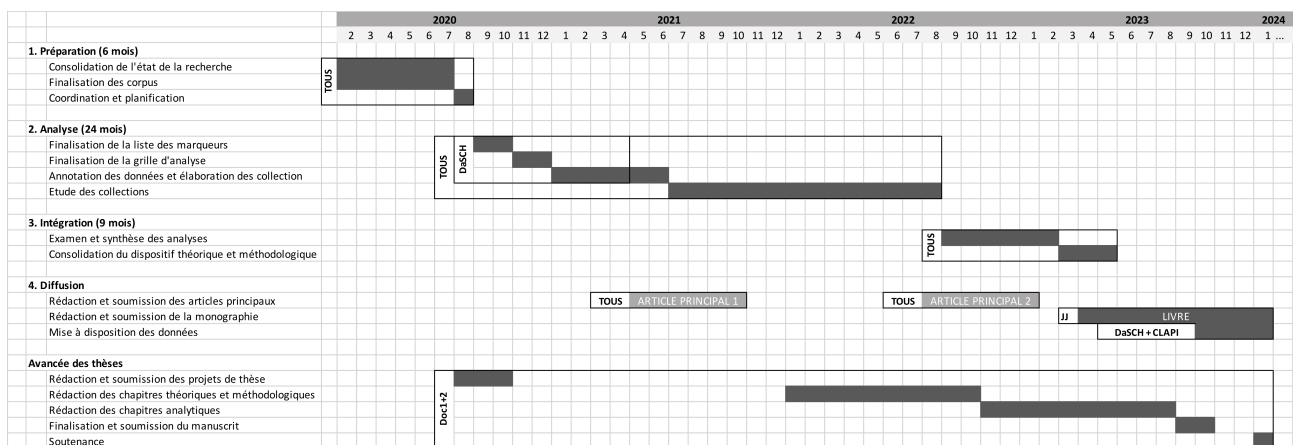 2020 2021 2022 2023 2024
2 3 4 5 6 7 8 9 10 11 12 1 2 3 4 5 6 7 8 9 10 11 12 1 2 3 4 5 6 7 8 9 10 11 12 1 2 3 4 5 6 7 8 9 10 11 12 1 ...
1. Préparation (6 mois)
Consolidation de l'état de la recherche
Finalisation des corpus
Coordination et planification
TOUS
2. Analyse (24 mois)
Finalisation de la liste des marqueurs
Finalisation de la grille d'analyse
Annotation des données et élaboration des collection
Etude des collections
TOUS
DaSCH
3. Intégration (9 mois)
Examen et synthèse des analyses
Consolidation du dispositif théorique et méthodologique
TOUS
4. Diffusion
Rédaction et soumission des articles principaux TOUS ARTICLE PRINCIPAL 1 TOUS ARTICLE PRINCIPAL 2
Rédaction et soumission de la monographie JJ LIVRE
Mise à disposition des données DaSCH + CLAPI
Avancée des thèses
Rédaction et soumission des projets de thèse
Rédaction des chapitres théoriques et méthodologiques
Rédaction des chapitres analytiques
Finalisation et soumission du manuscrit
Soutenance
Doc1+2